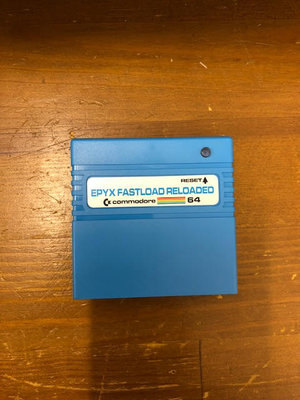 RESET
EPYX FASTLOAD RELOADED
commodore 64